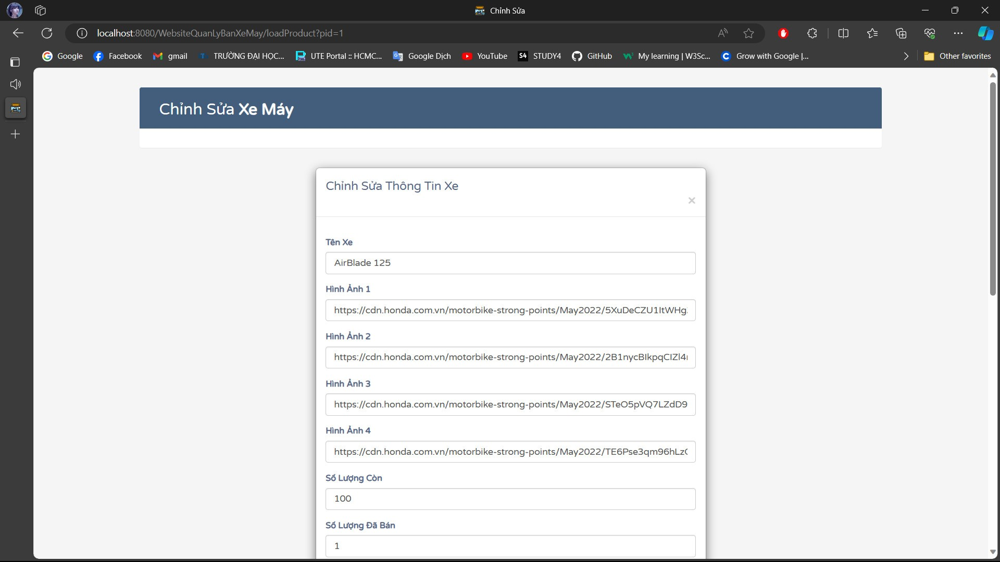 Chỉnh Sửa
localhost:8080/WebsiteQuanLyBanXeMay/loadProduct?pid=1
Google
Facebook
gmail
TRƯỜNG ĐẠI HỌC...
UTE Portal :: HCMC...
Google Dịch
YouTube
S4 STUDY4
GitHub
My learning | W3Sc...
Grow with Google |...
Other favorites
Chỉnh Sửa Xe Máy
Chỉnh Sửa Thông Tin Xe
×
Tên Xe
AirBlade 125
Hình Ảnh 1
https://cdn.honda.com.vn/motorbike-strong-points/May2022/5XuDeCZU1ItWHg
Hình Ảnh 2
https://cdn.honda.com.vn/motorbike-strong-points/May2022/2B1nycBIkpqCIZl4
Hình Ảnh 3
https://cdn.honda.com.vn/motorbike-strong-points/May2022/STeO5pVQ7LZdD9
Hình Ảnh 4
https://cdn.honda.com.vn/motorbike-strong-points/May2022/TE6Pse3qm96hLz
Số Lượng Còn
100
Số Lượng Đã Bán
1